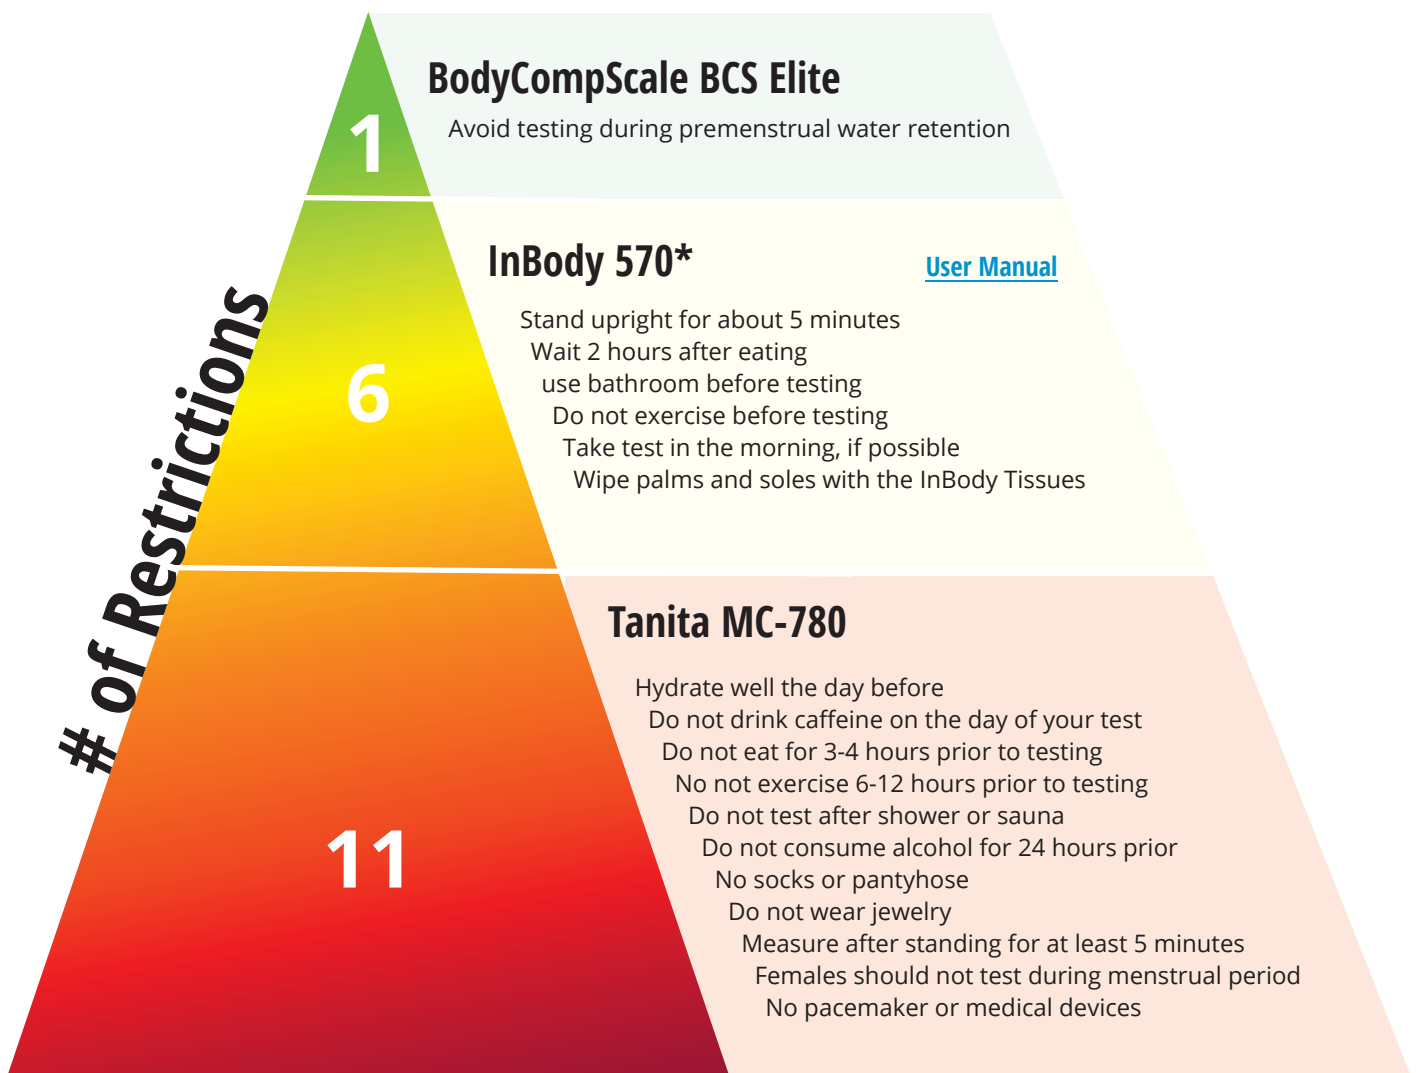 # of Restrictions
1
BodyCompScale BCS Elite
Avoid testing during premenstrual water retention
6
InBody 570*
User Manual
Stand upright for about 5 minutes
Wait 2 hours after eating
use bathroom before testing
Do not exercise before testing
Take test in the morning, if possible
Wipe palms and soles with the InBody Tissues
11
Tanita MC-780
Hydrate well the day before
Do not drink caffeine on the day of your test
Do not eat for 3-4 hours prior to testing
No not exercise 6-12 hours prior to testing
Do not test after shower or sauna
Do not consume alcohol for 24 hours prior
No socks or pantyhose
Do not wear jewelry
Measure after standing for at least 5 minutes
Females should not test during menstrual period
No pacemaker or medical devices